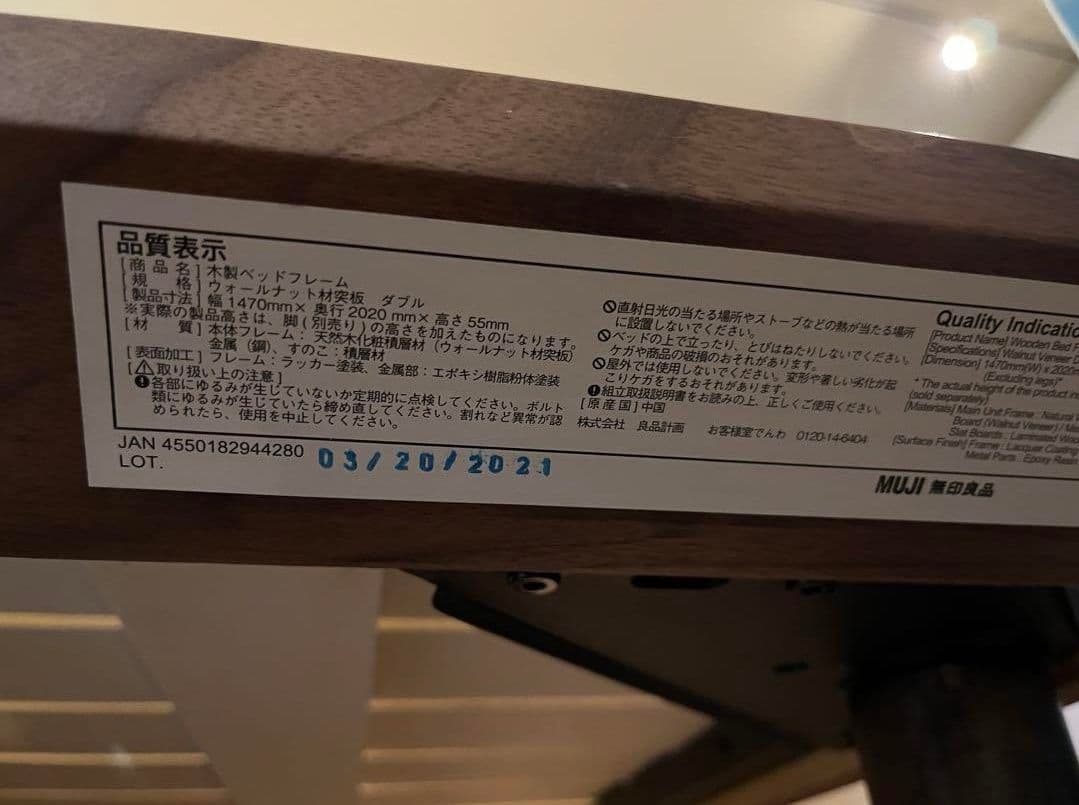 品質表示
[商品名] 木製ベッドフレーム
[規　格] ウォールナット材突板　ダブル
[製品寸法] 幅 1470mm× 奥行 2020 mm× 高さ 55mm
※実際の製品高さは、脚 (別売り) の高さを加えたものになります。
[材　質] 本体フレーム：天然木化粧積層材 (ウォールナット材突板)
金属（鋼）、すのこ：積層材
[表面加工] フレーム：ラッカー塗装、金属部：エポキシ樹脂粉体塗装
[⚠取り扱い上の注意]
各部にゆるみが生じていないか定期的に点検してください。ボルト
類にゆるみが生じていたら締め直してください。割れなど異常が認
められたら、使用を中止してください。
直射日光の当たる場所やストーブなどの熱が当たる場所
に設置しないでください。
ベッドの上で立ったり、とびはねたりしないでください。
ケガや商品の破損のおそれがあります。
屋外では使用しないでください。変形や著しい劣化が起
こりケガをするおそれがあります。
組立取扱説明書をお読みの上、正しくご使用ください。
[原産国] 中国
株式会社　良品計画　お客様室でんわ　0120-14-6404
Quality Indicatio
[Product Name] Wooden Bed F
[Specifications] Walnut Veneer D
[Dimension] 1470mm(W) x 2020m
(Excluding legs)*
* The actual height of the product in
(sold separately)
[Materials] Main Unit Frame : Natural
Board (Walnut Veneer) / Me
Slat Boards : Laminated Woo
[Surface Finish] Frame : Lacquer Coating
Metal Parts : Epoxy Resin
JAN 4550182944280
LOT.
03/20/2021
MUJI 無印良品